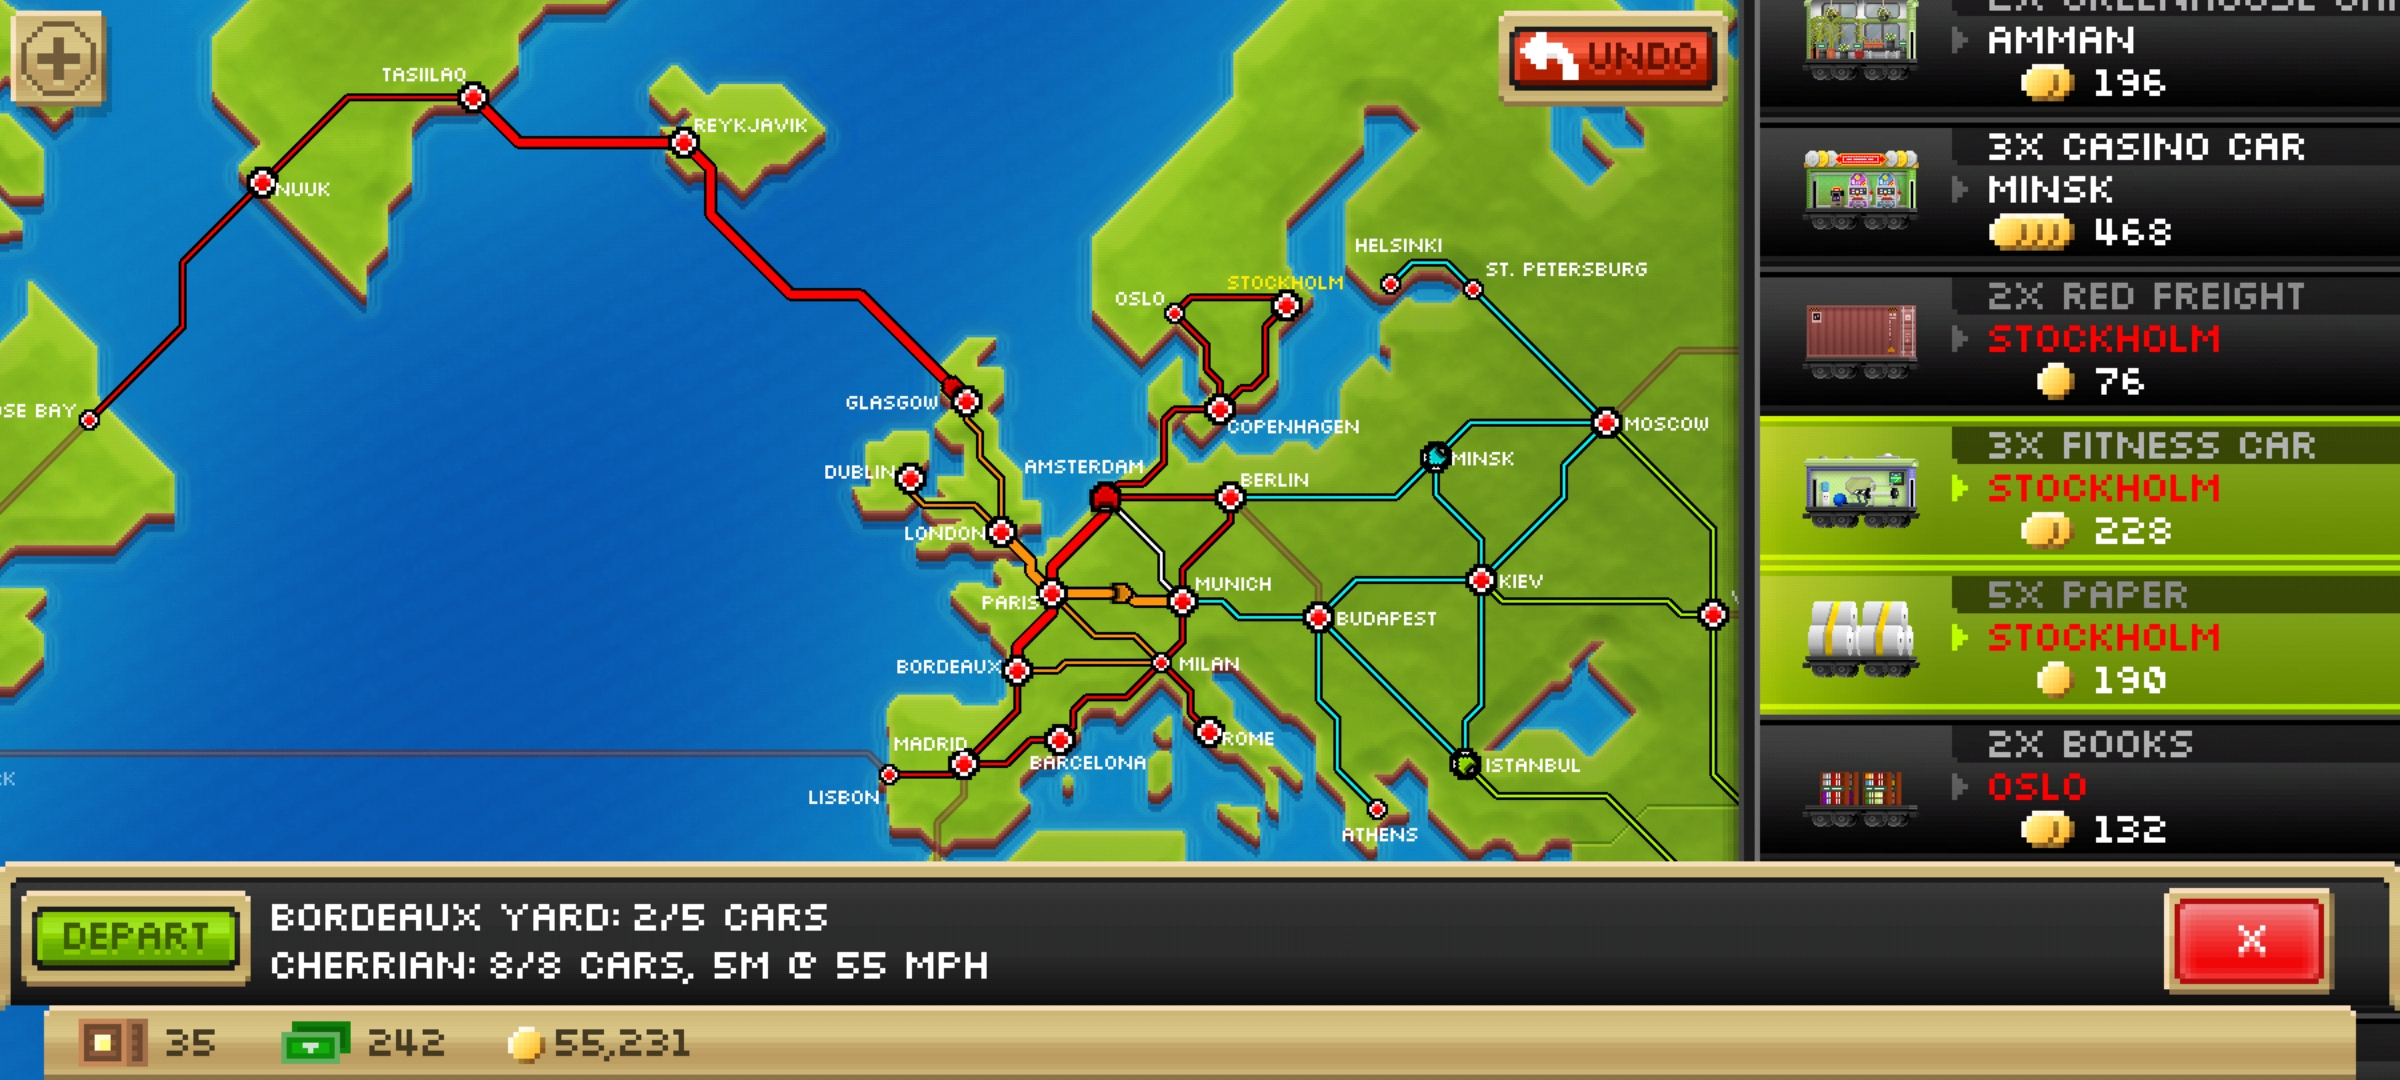 TASIILAQ
REYKJAVIK
NUUK
UNDO
HELSINKI
ST. PETERSBURG
STOCKHOLM
OSLO
GLASGOW
SE BAY
COPENHAGEN
MOSCOW
DUBLIN
AMSTERDAM
MINSK
BERLIN
LONDON
PARIS
MUNICH
KIEV
BUDAPEST
BORDEAUX
MILAN
MADRID
BARCELONA
ROME
ISTANBUL
LISBON
ATHENS
2X GREENHOUSE CAR
AMMAN
196
3X CASINO CAR
MINSK
468
2X RED FREIGHT
STOCKHOLM
76
3X FITNESS CAR
STOCKHOLM
228
5X PAPER
STOCKHOLM
190
2X BOOKS
OSLO
132
DEPART
BORDEAUX YARD: 2/5 CARS
CHERRIAN: 8/8 CARS, 5M @ 55 MPH
X
35
242
55,231